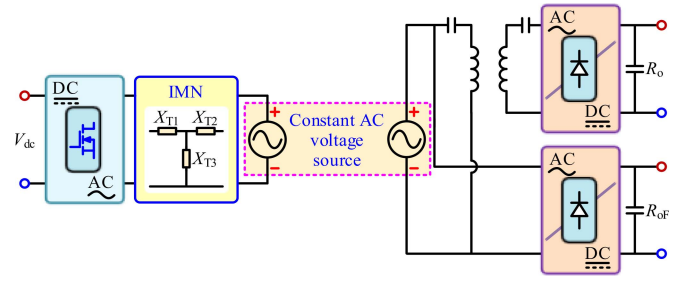 V_dc
DC
AC
IMN
X_T1
X_T2
X_T3
+
−
Constant AC
voltage
source
+
−
AC
DC
R_o
AC
DC
R_oF